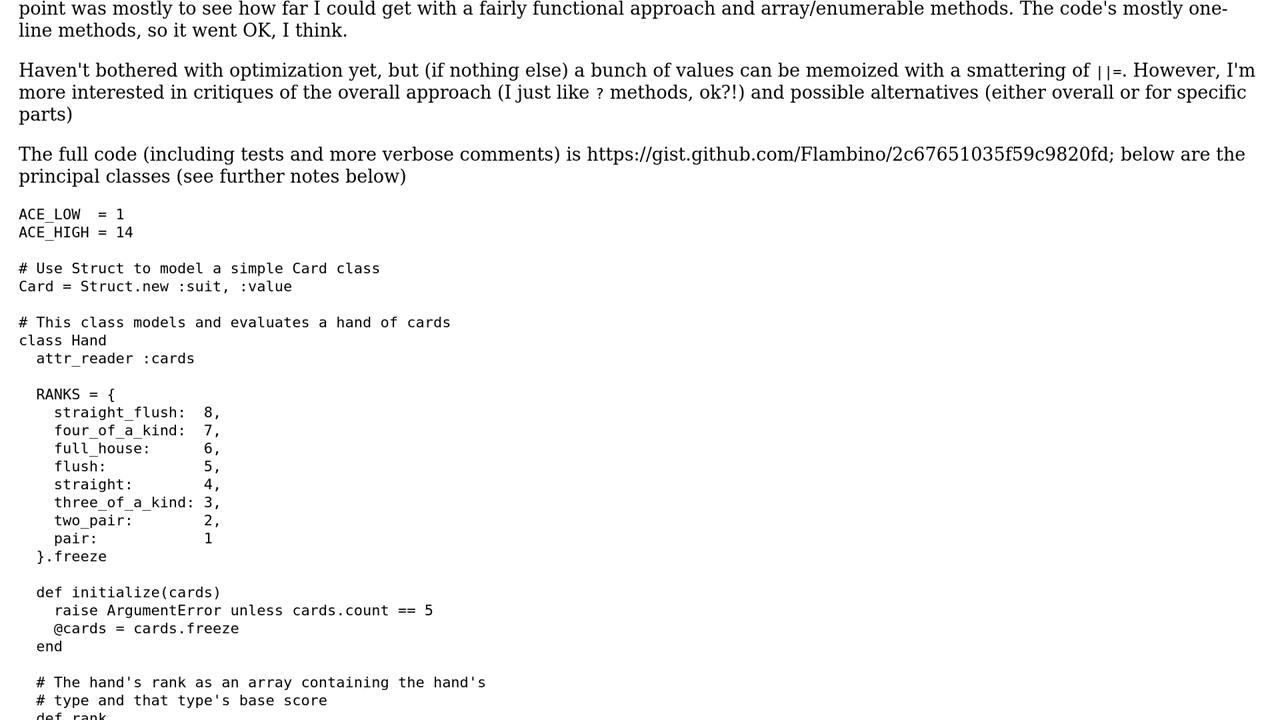 point was mostly to see how far I could get with a fairly functional approach and array/enumerable methods. The code's mostly one-
line methods, so it went OK, I think.
Haven't bothered with optimization yet, but (if nothing else) a bunch of values can be memoized with a smattering of ||=. However, I'm
more interested in critiques of the overall approach (I just like ? methods, ok?!) and possible alternatives (either overall or for specific
parts)
The full code (including tests and more verbose comments) is https://gist.github.com/Flambino/2c67651035f59c9820fd; below are the
principal classes (see further notes below)
ACE_LOW  = 1
ACE_HIGH = 14
# Use Struct to model a simple Card class
Card = Struct.new :suit, :value
# This class models and evaluates a hand of cards
class Hand
  attr_reader :cards
  RANKS = {
    straight_flush:  8,
    four_of_a_kind:  7,
    full_house:      6,
    flush:           5,
    straight:        4,
    three_of_a_kind: 3,
    two_pair:        2,
    pair:            1
  }.freeze
  def initialize(cards)
    raise ArgumentError unless cards.count == 5
    @cards = cards.freeze
  end
  # The hand's rank as an array containing the hand's
  # type and that type's base score
  def rank